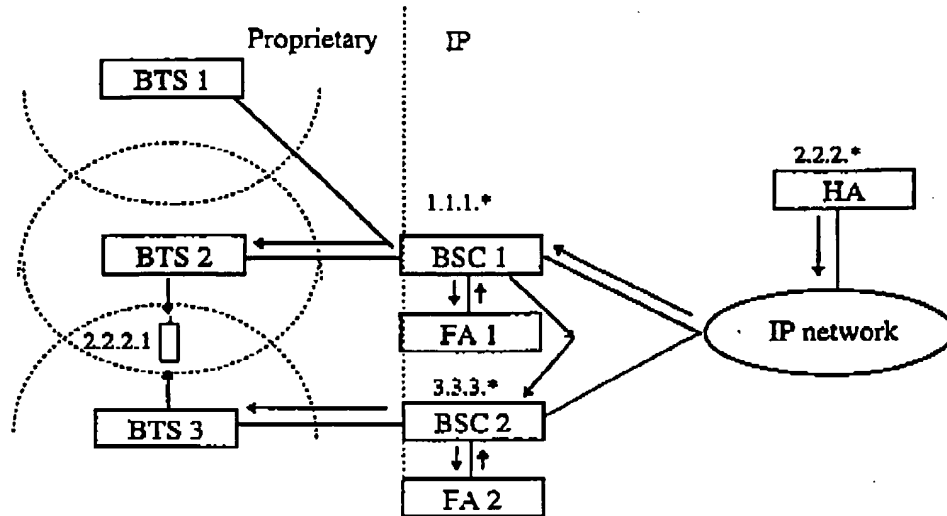 Proprietary IP
BTS 1
2.2.2.*
HA
1.1.1.*
BTS 2
BSC 1
2.2.2.1
FA 1
IP network
3.3.3.*
BTS 3
BSC 2
FA 2